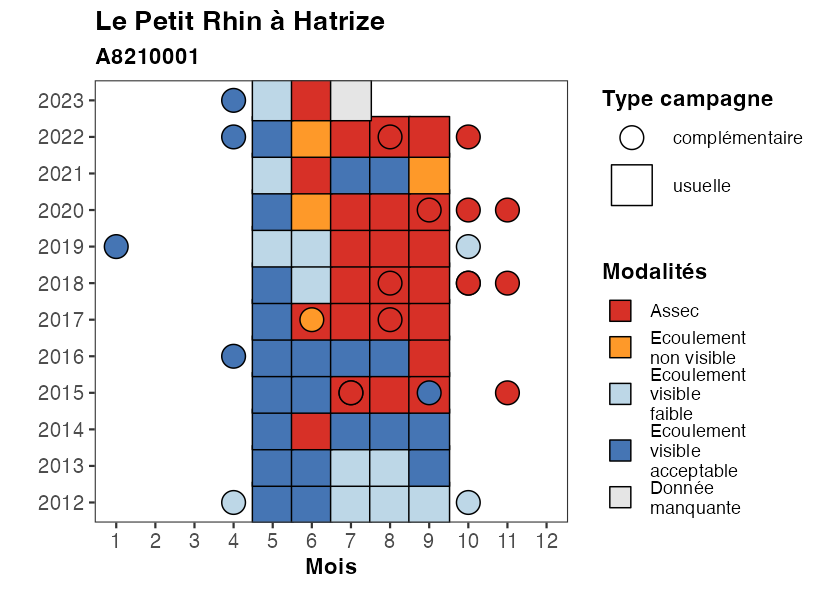 Le Petit Rhin à Hatrize
A8210001
2023
2022
2021
2020
2019
2018
2017
2016
2015
2014
2013
2012
1 2 3 4 5 6 7 8 9 10 11 12
Mois
Type campagne
complémentaire
usuelle
Modalités
Assec
Ecoulement
non visible
Ecoulement
visible
faible
Ecoulement
visible
acceptable
Donnée
manquante